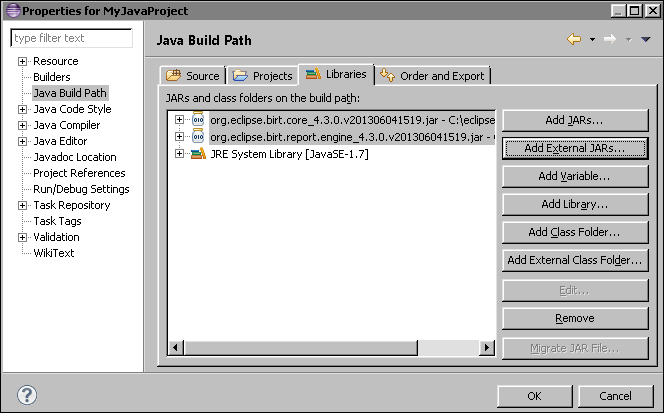 Properties for MyJavaProject
type filter text
Resource
Builders
Java Build Path
Java Code Style
Java Compiler
Java Editor
Javadoc Location
Project References
Run/Debug Settings
Task Repository
Task Tags
Validation
WikiText
Java Build Path
Source Projects Libraries Order and Export
JARs and class folders on the build path:
org.eclipse.birt.core_4.3.0.v201306041519.jar - C:\eclipse
org.eclipse.birt.report.engine_4.3.0.v201306041519.jar - C
JRE System Library [JavaSE-1.7]
Add JARs...
Add External JARs...
Add Variable...
Add Library...
Add Class Folder...
Add External Class Folder...
Edit...
Remove
Migrate JAR File...
?
OK Cancel